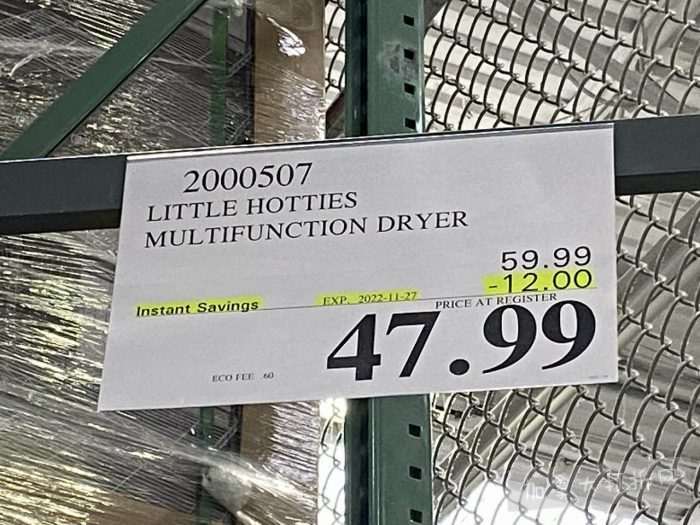 2000507
LITTLE HOTTIES
MULTIFUNCTION DRYER
59.99
-12.00
Instant Savings EXP. 2022-11-27 PRICE AT REGISTER
47.99
ECO FEE .60